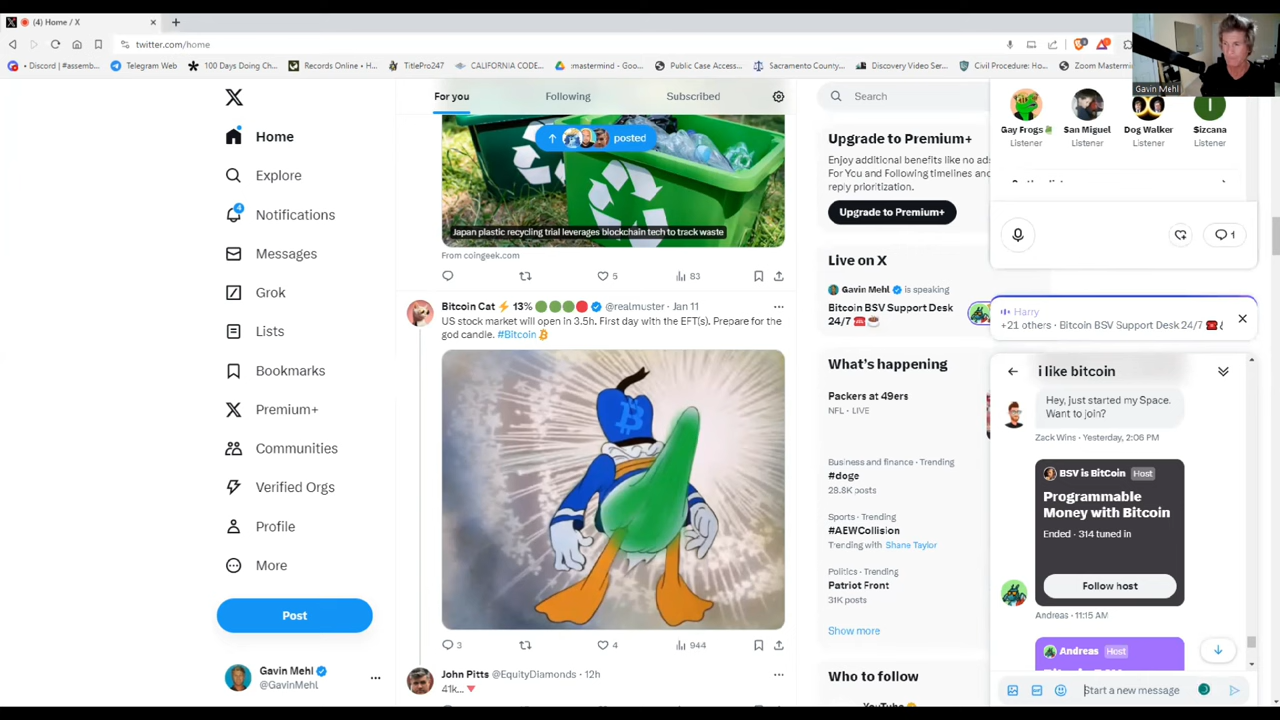 (4) Home / X
twitter.com/home
Discord | #assemb...
Telegram Web
100 Days Doing Ch...
Records Online • H...
TitlePro247
CALIFORNIA CODE...
:mastermind - Goo...
Public Case Access...
Sacramento County...
Discovery Video Ser...
Civil Procedure: Ho...
Zoom Mastermin
Gavin Mehl
Home
Explore
4
Notifications
Messages
Grok
Lists
Bookmarks
Premium+
Communities
Verified Orgs
Profile
More
Post
Gavin Mehl
@GavinMehl
For you
Following
Subscribed
posted
Japan plastic recycling trial leverages blockchain tech to track waste
From coingeek.com
5
83
Bitcoin Cat ⚡ 13% 🟢🟢🟢🔴 @realmuster · Jan 11
US stock market will open in 3.5h. First day with the EFT(s). Prepare for the
god candle. #Bitcoin
3
4
944
John Pitts @EquityDiamonds · 12h
41k...🔻
Search
Upgrade to Premium+
Enjoy additional benefits like no ads
For You and Following timelines and
reply prioritization.
Upgrade to Premium+
Live on X
Gavin Mehl is speaking
Bitcoin BSV Support Desk
24/7 ☎️☕
What's happening
Packers at 49ers
NFL · LIVE
Business and finance · Trending
#doge
28.8K posts
Sports · Trending
#AEWCollision
Trending with Shane Taylor
Politics · Trending
Patriot Front
31K posts
Show more
Who to follow
YouTube
Gay Frogs🐸
San Miguel
Dog Walker
Sizcana
Listener
Listener
Listener
Listener
1
Harry
+21 others · Bitcoin BSV Support Desk 24/7 ☎️
i like bitcoin
Hey, just started my Space.
Want to join?
Zack Wins · Yesterday, 2:06 PM
BSV is BitCoin Host
Programmable
Money with Bitcoin
Ended · 314 tuned in
Follow host
Andreas · 11:15 AM
Andreas Host
Start a new message